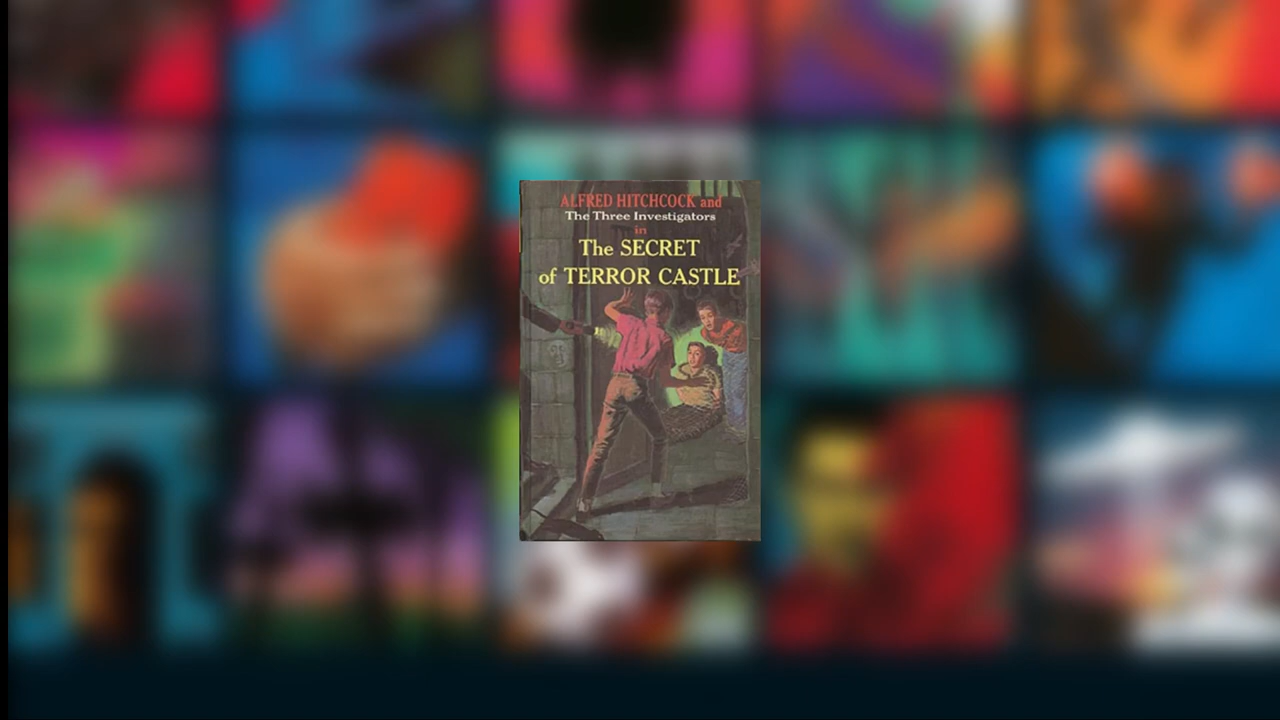 ALFRED HITCHCOCK and
The Three Investigators
in
The SECRET
of TERROR CASTLE